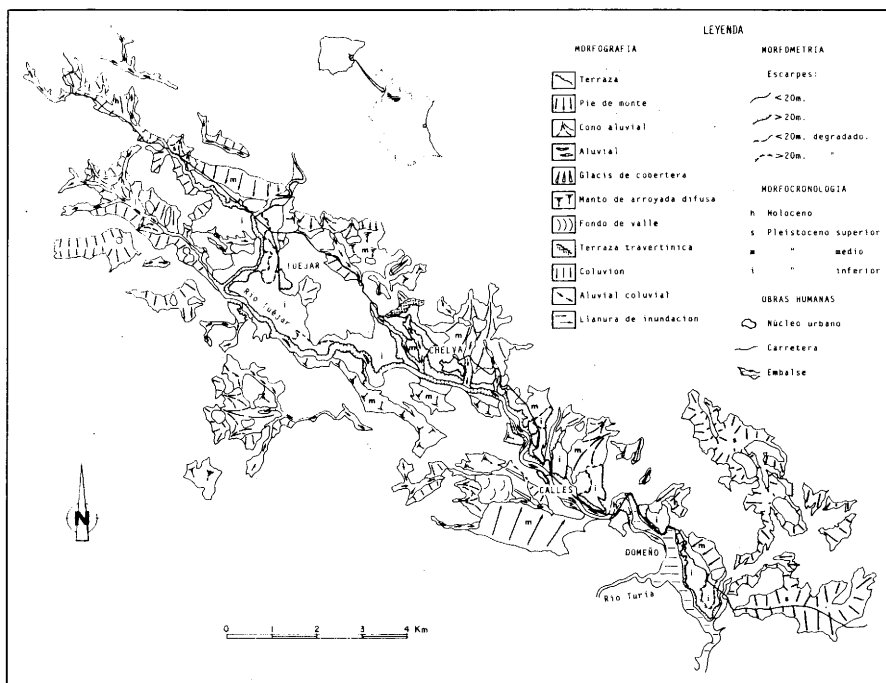 LEYENDA
MORFOGRAFIA
Terraza
Pie de monte
Cono aluvial
Aluvial
Glacis de cobertera
Manto de arroyada difusa
Fondo de valle
Terraza travertinica
Coluvion
Aluvial coluvial
Llanura de inundacion
MORFOMETRIA
Escarpes:
<20m.
>20m.
<20m. degradado.
>20m. "
MORFOCRONOLOGIA
h Holoceno
s Pleistoceno superior
m " medio
i " inferior
OBRAS HUMANAS
Núcleo urbano
Carretera
Embalse
m
m
i
m
TUEJAR
i
Rio Tuéjar
i
m
m
CHELVA
m
m
m
i
m
i
i
CALLES
m
h
i
DOMEÑO
m
i
i
Rio Turia
s
s
N
0 1 2 3 4 Km